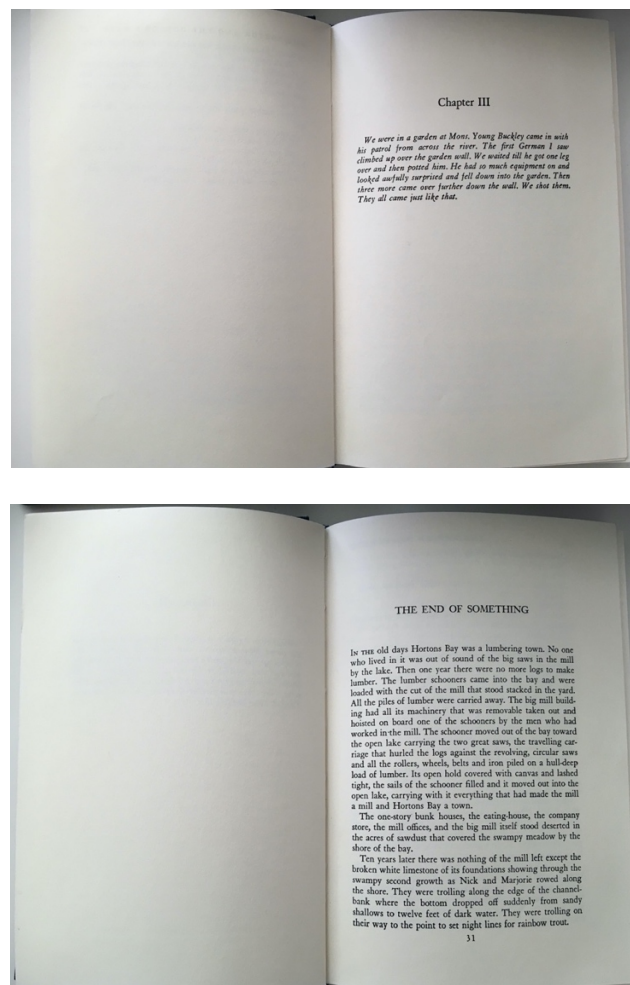 Chapter III
We were in a garden at Mons. Young Buckley came in with
his patrol from across the river. The first German I saw
climbed up over the garden wall. We waited till he got one leg
over and then potted him. He had so much equipment on and
looked awfully surprised and fell down into the garden. Then
three more came over further down the wall. We shot them.
They all came just like that.
THE END OF SOMETHING
IN THE old days Hortons Bay was a lumbering town. No one
who lived in it was out of sound of the big saws in the mill
by the lake. Then one year there were no more logs to make
lumber. The lumber schooners came into the bay and were
loaded with the cut of the mill that stood stacked in the yard.
All the piles of lumber were carried away. The big mill build-
ing had all its machinery that was removable taken out and
hoisted on board one of the schooners by the men who had
worked in the mill. The schooner moved out of the bay toward
the open lake carrying the two great saws, the travelling car-
riage that hurled the logs against the revolving, circular saws
and all the rollers, wheels, belts and iron piled on a hull-deep
load of lumber. Its open hold covered with canvas and lashed
tight, the sails of the schooner filled and it moved out into the
open lake, carrying with it everything that had made the mill
a mill and Hortons Bay a town.
The one-story bunk houses, the eating-house, the company
store, the mill offices, and the big mill itself stood deserted in
the acres of sawdust that covered the swampy meadow by the
shore of the bay.
Ten years later there was nothing of the mill left except the
broken white limestone of its foundations showing through the
swampy second growth as Nick and Marjorie rowed along
the shore. They were trolling along the edge of the channel-
bank where the bottom dropped off suddenly from sandy
shallows to twelve feet of dark water. They were trolling on
their way to the point to set night lines for rainbow trout.
31